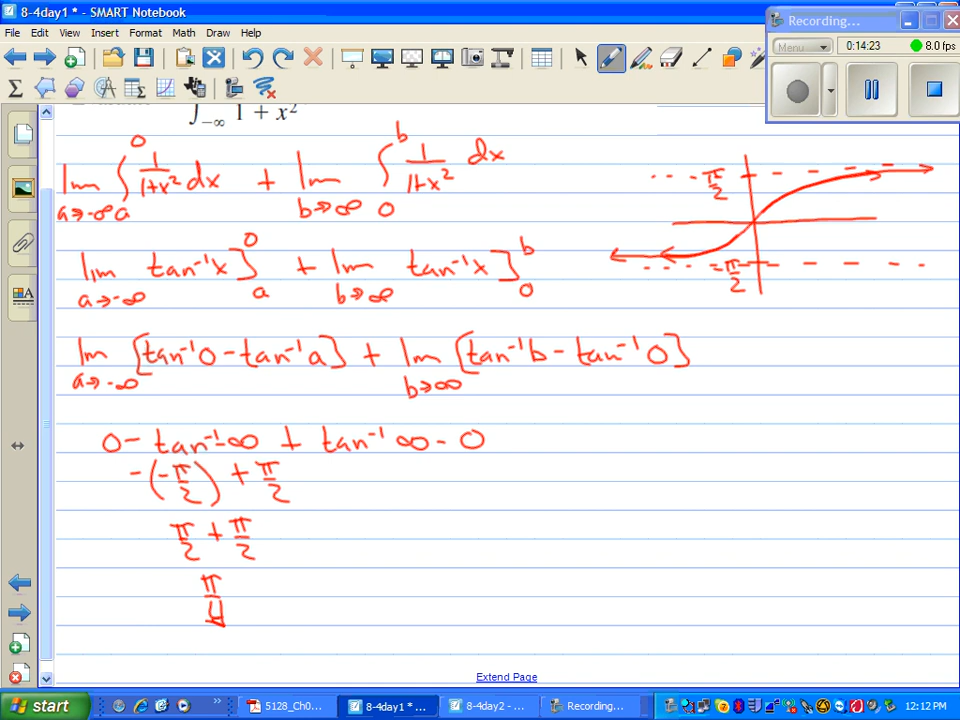 8-4day1 * - SMART Notebook
Recording...
File Edit View Insert Format Math Draw Help
Menu 0:14:23 8.0 fps
∫_{-∞} 1 + x²
lim_{a→-∞} ∫_a^0 1/(1+x²) dx + lim_{b→∞} ∫_0^b 1/(1+x²) dx
π/2
lim_{a→-∞} tan⁻¹x]_a^0 + lim_{b→∞} tan⁻¹x]_0^b
-π/2
lim_{a→-∞} [tan⁻¹0 - tan⁻¹a] + lim_{b→∞} [tan⁻¹b - tan⁻¹0]
0 - tan⁻¹-∞ + tan⁻¹∞ - 0
-(-π/2) + π/2
π/2 + π/2
π/4
Extend Page
start 5128_Ch0... 8-4day1 * ... 8-4day2 - ... Recording... 12:12 PM